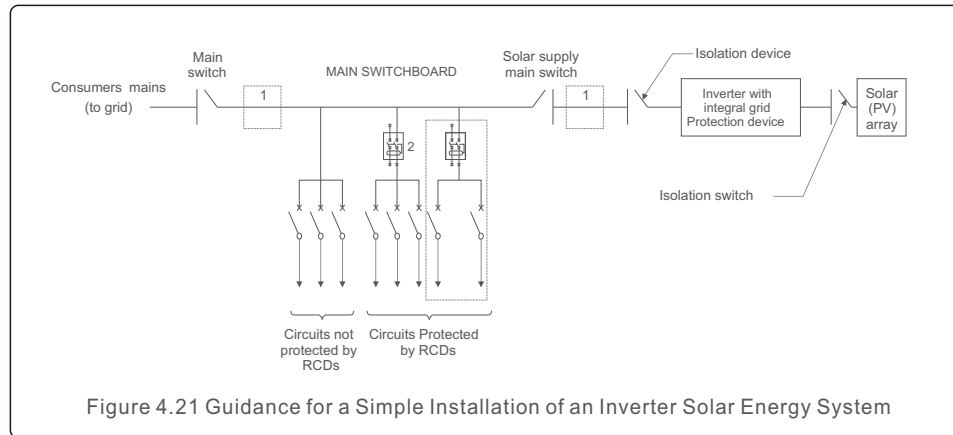 Main
switch
Consumers mains
(to grid)
1
MAIN SWITCHBOARD
Solar supply
main switch
1
Isolation device
Inverter with
integral grid
Protection device
Solar
(PV)
array
2
Isolation switch
Circuits not
protected by
RCDs
Circuits Protected
by RCDs
Figure 4.21 Guidance for a Simple Installation of an Inverter Solar Energy System